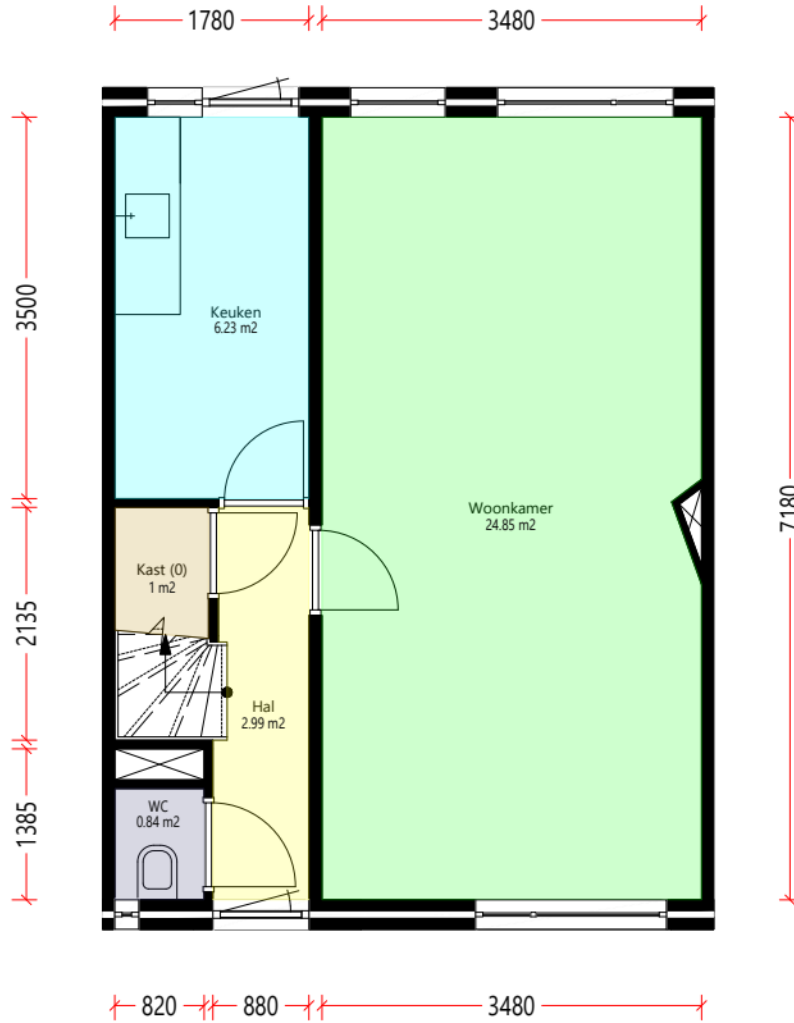 1780
3480
3500
Keuken
6.23 m2
7180
Woonkamer
24.85 m2
Kast (0)
1 m2
2135
Hal
2.99 m2
1385
WC
0.84 m2
820
880
3480